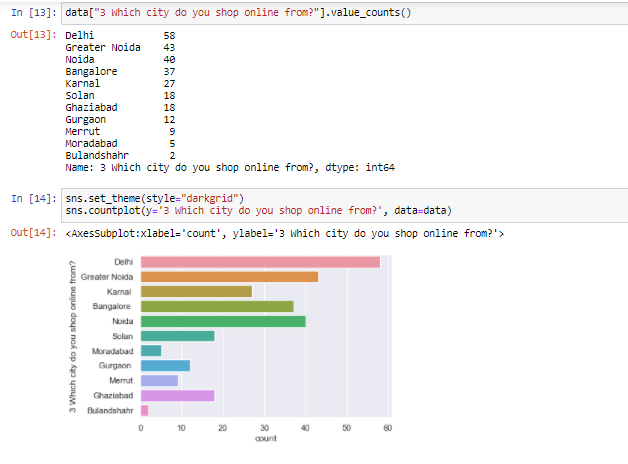 In [13]: data["3 Which city do you shop online from?"].value_counts()
Out[13]: Delhi 58
Greater Noida 43
Noida 40
Bangalore 37
Karnal 27
Solan 18
Ghaziabad 18
Gurgaon 12
Merrut 9
Moradabad 5
Bulandshahr 2
Name: 3 Which city do you shop online from?, dtype: int64
In [14]: sns.set_theme(style="darkgrid")
sns.countplot(y='3 Which city do you shop online from?', data=data)
Out[14]: <AxesSubplot:xlabel='count', ylabel='3 Which city do you shop online from?'>
3 Which city do you shop online from?
Delhi
Greater Noida
Karnal
Bangalore
Noida
Solan
Moradabad
Gurgaon
Merrut
Ghaziabad
Bulandshahr
0 10 20 30 40 50 60
count